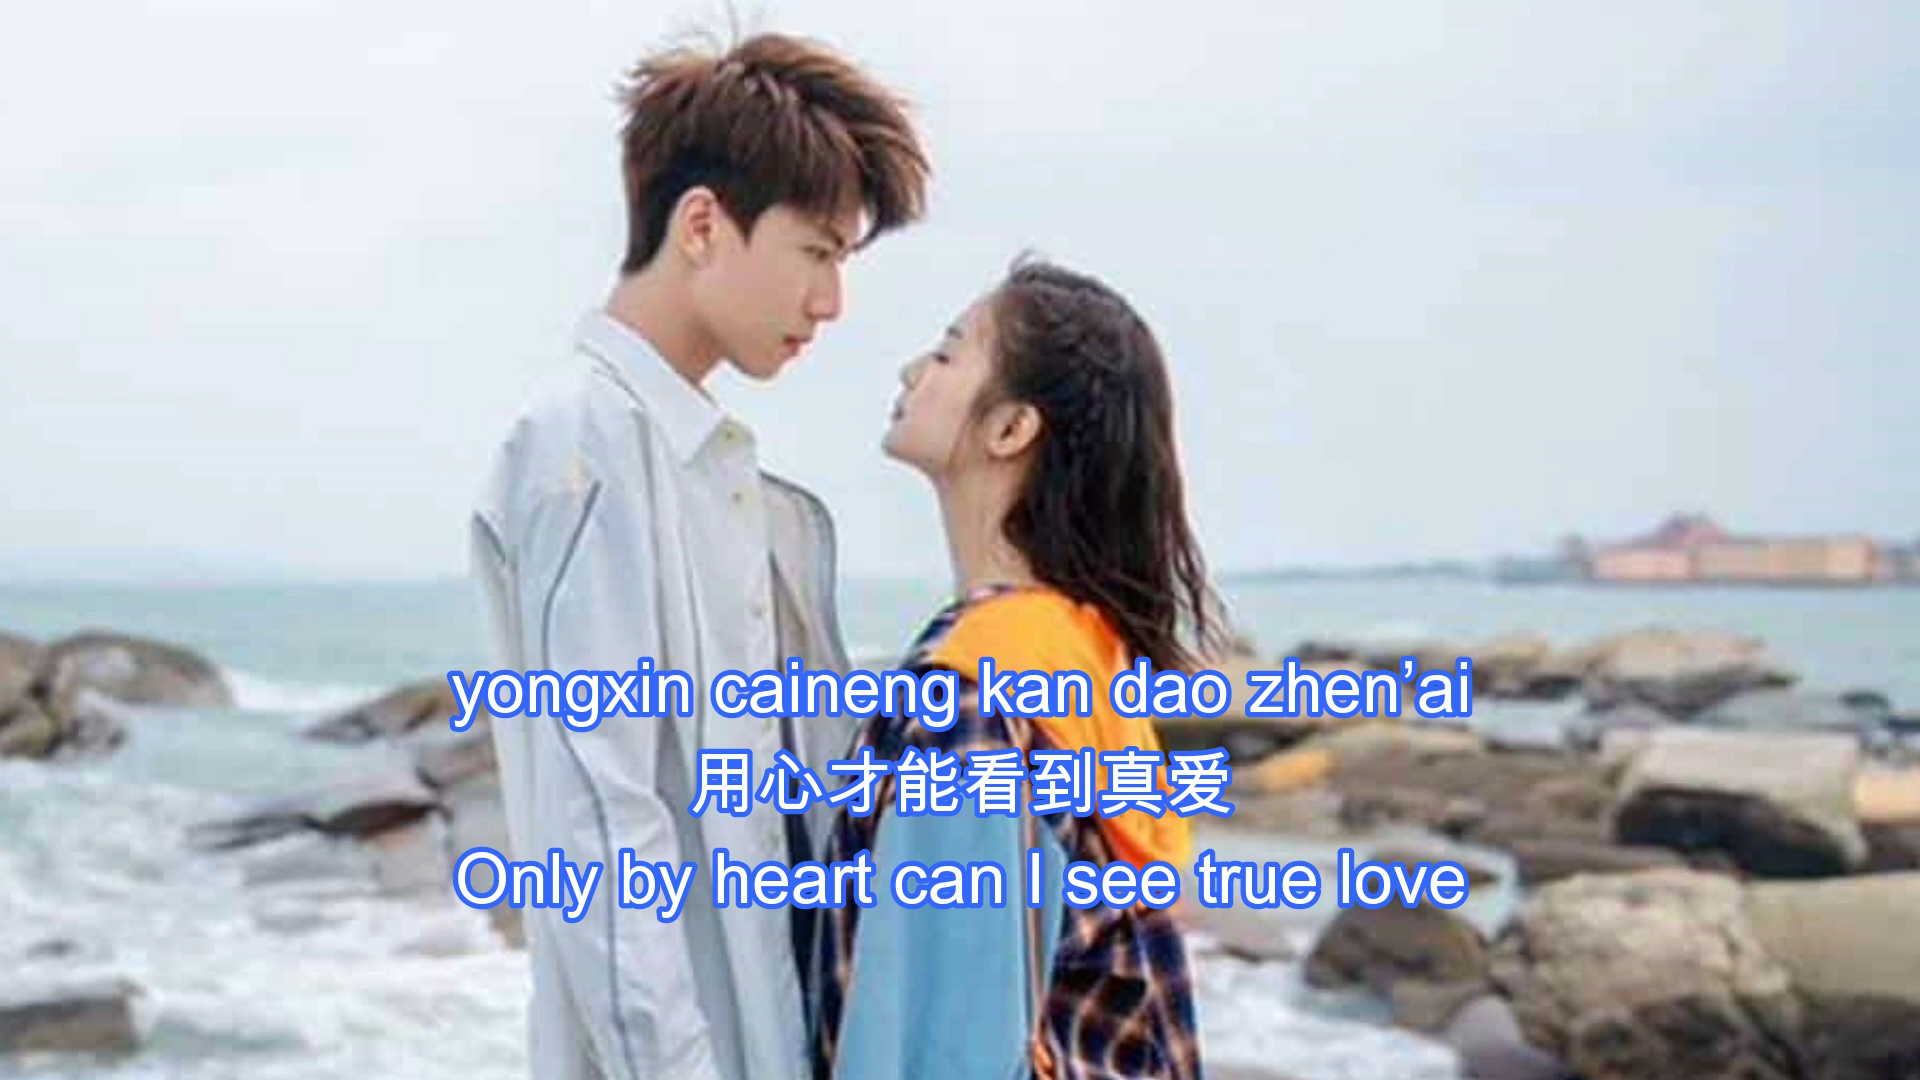 yongxin caineng kan dao zhen’ai
用心才能看到真爱
Only by heart can I see true love